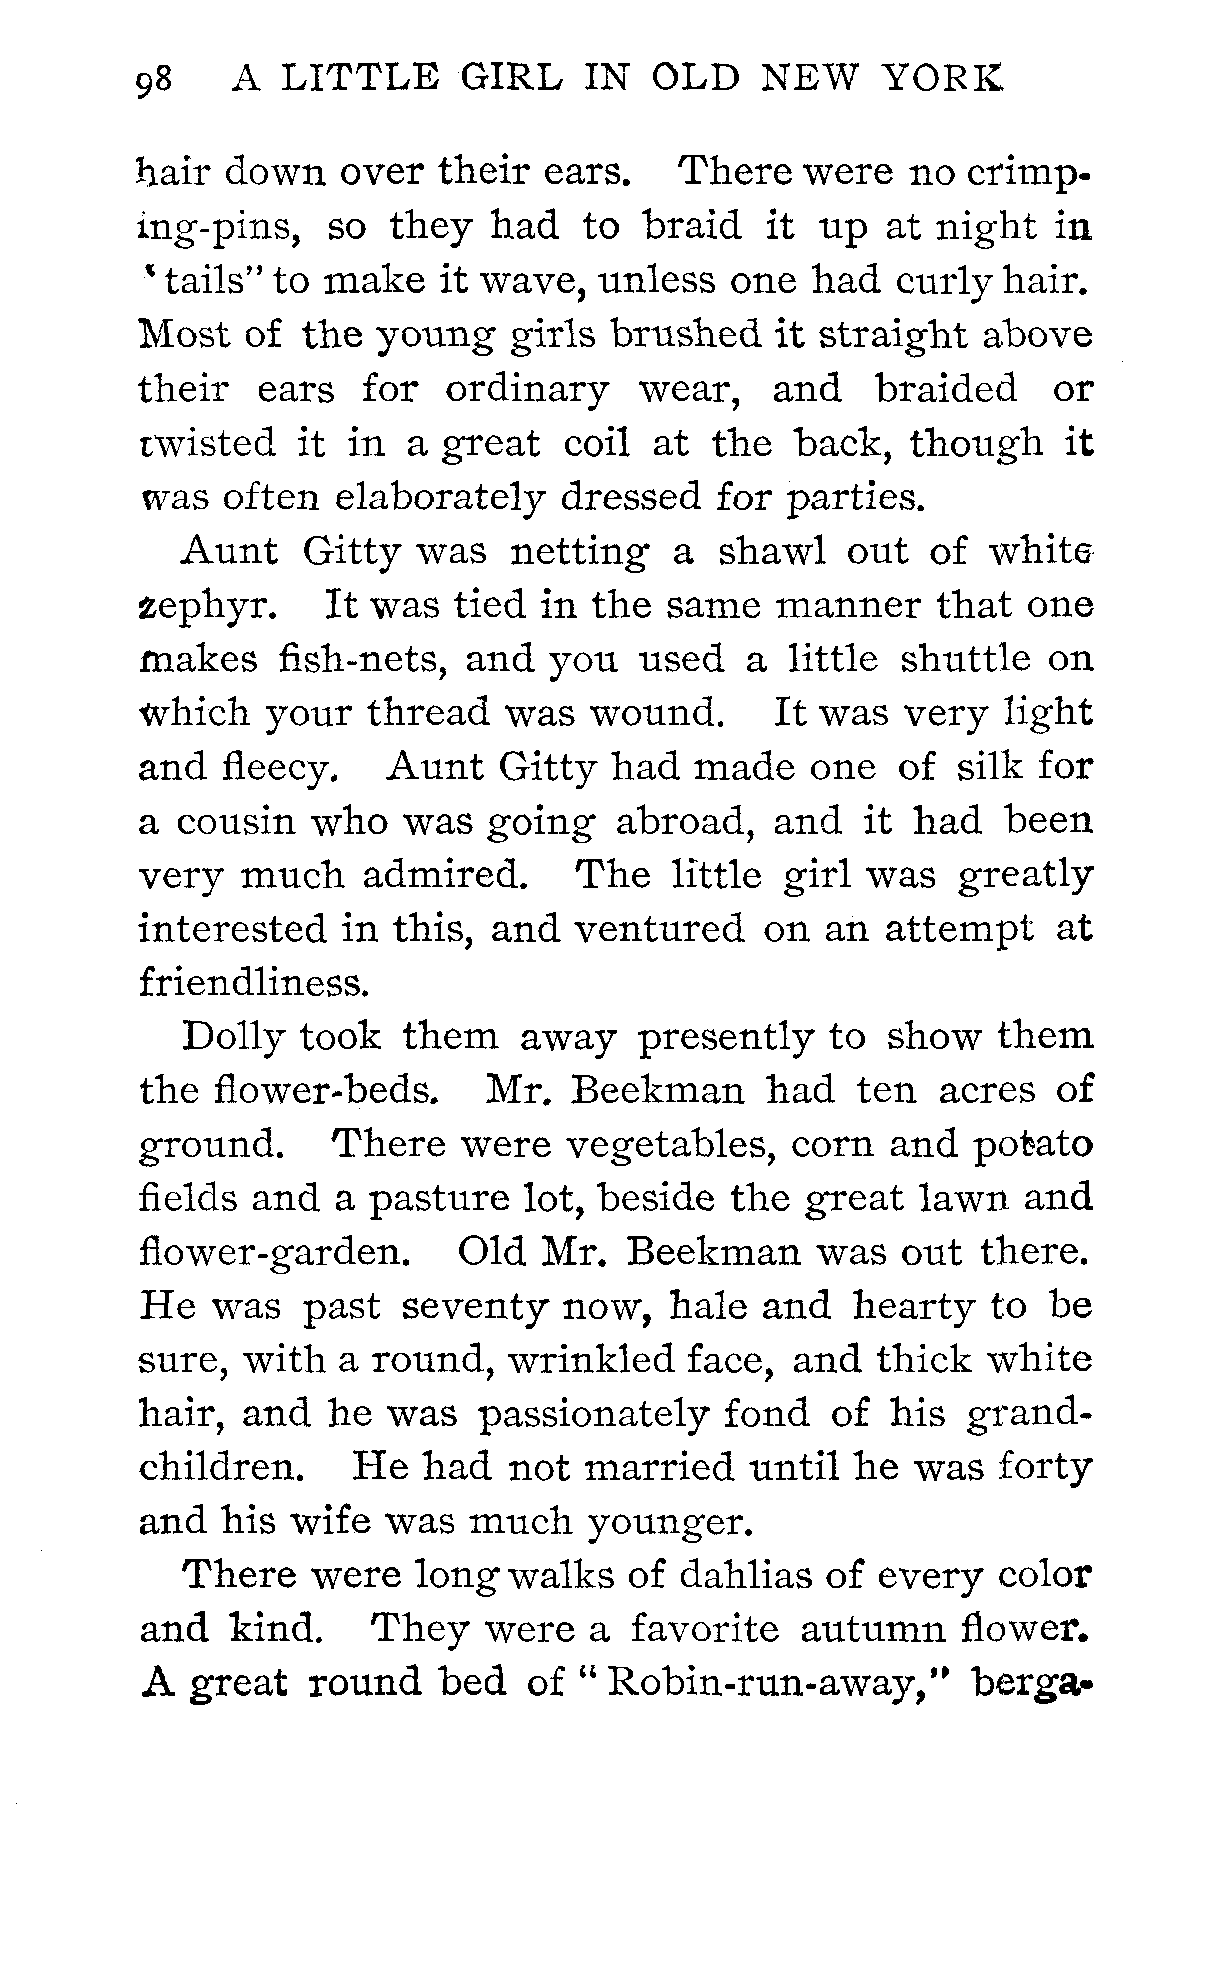 98 A LITTLE GIRL IN OLD NEW YORK
hair down over their ears. There were no crimp-
ing-pins, so they had to braid it up at night in
‘tails” to make it wave, unless one had curly hair.
Most of the young girls brushed it straight above
their ears for ordinary wear, and braided or
twisted it in a great coil at the back, though it
was often elaborately dressed for parties.
Aunt Gitty was netting a shawl out of white
zephyr. It was tied in the same manner that one
makes fish-nets, and you used a little shuttle on
which your thread was wound. It was very light
and fleecy. Aunt Gitty had made one of silk for
a cousin who was going abroad, and it had been
very much admired. The little girl was greatly
interested in this, and ventured on an attempt at
friendliness.
Dolly took them away presently to show them
the flower-beds. Mr. Beekman had ten acres of
ground. There were vegetables, corn and potato
fields and a pasture lot, beside the great lawn and
flower-garden. Old Mr. Beekman was out there.
He was past seventy now, hale and hearty to be
sure, with a round, wrinkled face, and thick white
hair, and he was passionately fond of his grand-
children. He had not married until he was forty
and his wife was much younger.
There were long walks of dahlias of every color
and kind. They were a favorite autumn flower.
A great round bed of “Robin-run-away,” berga-